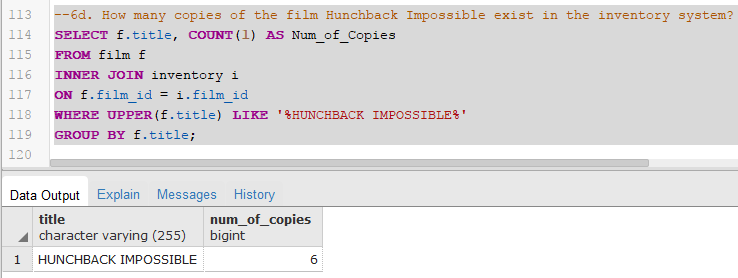 113 --6d. How many copies of the film Hunchback Impossible exist in the inventory system?
114 SELECT f.title, COUNT(1) AS Num_of_Copies
115 FROM film f
116 INNER JOIN inventory i
117 ON f.film_id = i.film_id
118 WHERE UPPER(f.title) LIKE '%HUNCHBACK IMPOSSIBLE%'
119 GROUP BY f.title;
120
Data Output Explain Messages History
title num_of_copies
character varying (255) bigint
1 HUNCHBACK IMPOSSIBLE 6